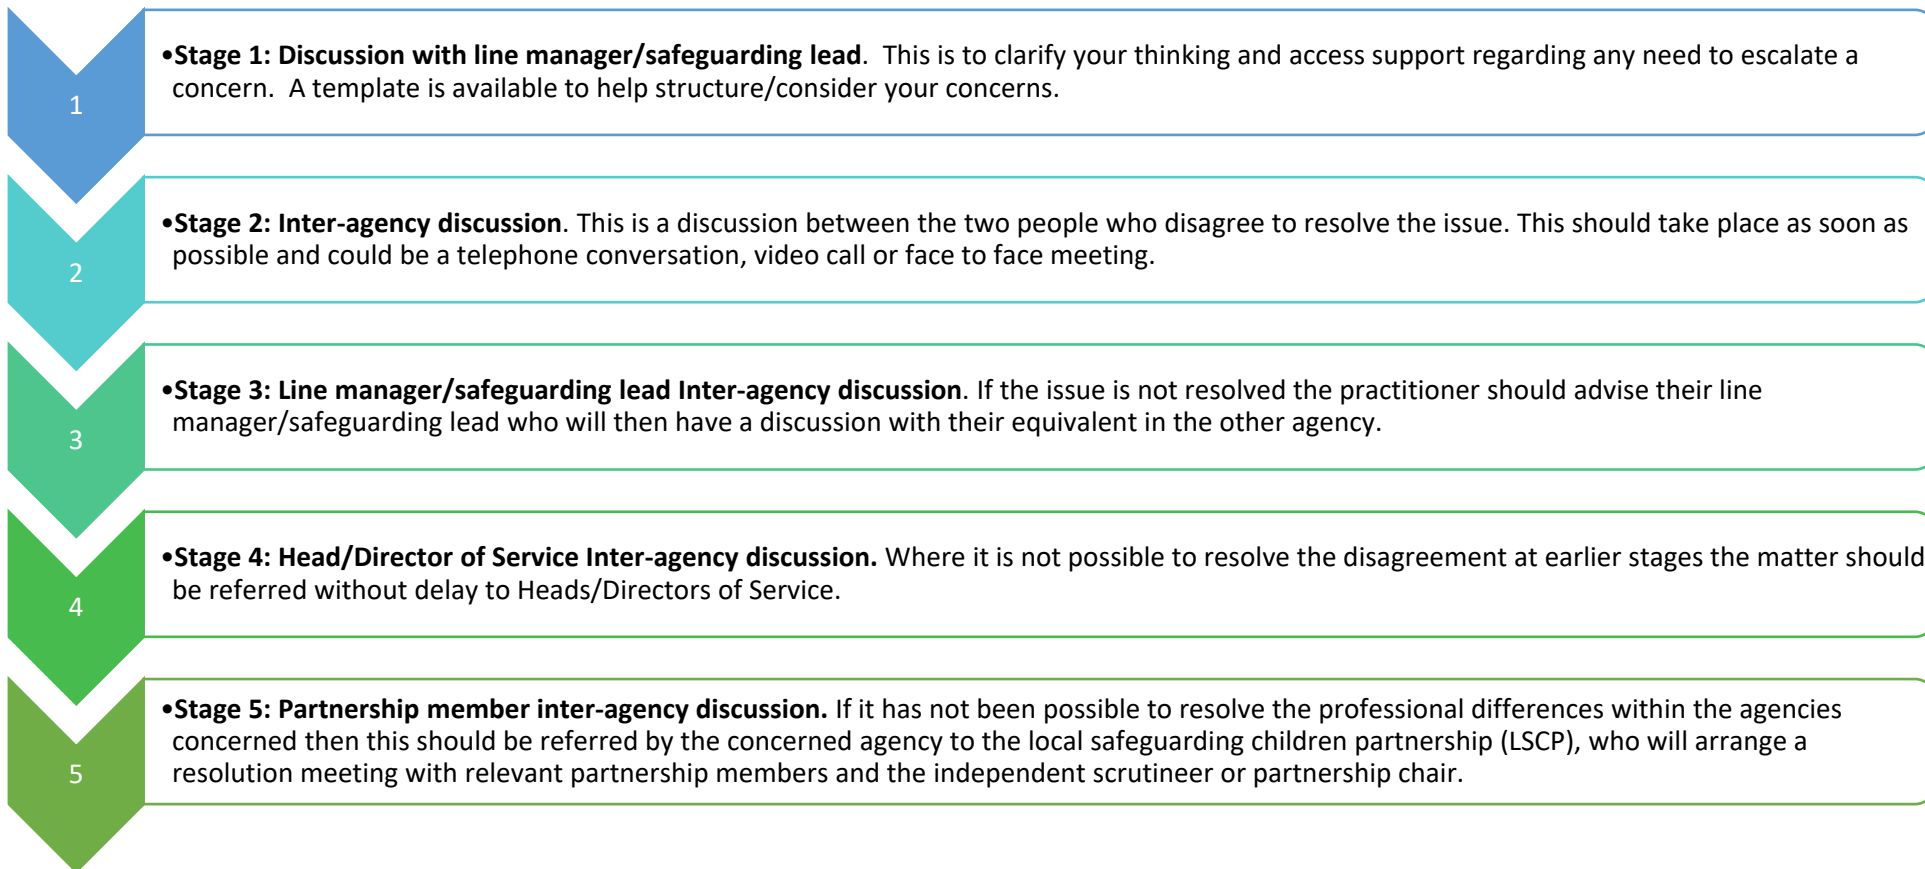 1
•Stage 1: Discussion with line manager/safeguarding lead.  This is to clarify your thinking and access support regarding any need to escalate a
concern.  A template is available to help structure/consider your concerns.
2
•Stage 2: Inter-agency discussion. This is a discussion between the two people who disagree to resolve the issue. This should take place as soon as
possible and could be a telephone conversation, video call or face to face meeting.
3
•Stage 3: Line manager/safeguarding lead Inter-agency discussion. If the issue is not resolved the practitioner should advise their line
manager/safeguarding lead who will then have a discussion with their equivalent in the other agency.
4
•Stage 4: Head/Director of Service Inter-agency discussion. Where it is not possible to resolve the disagreement at earlier stages the matter should
be referred without delay to Heads/Directors of Service.
5
•Stage 5: Partnership member inter-agency discussion. If it has not been possible to resolve the professional differences within the agencies
concerned then this should be referred by the concerned agency to the local safeguarding children partnership (LSCP), who will arrange a
resolution meeting with relevant partnership members and the independent scrutineer or partnership chair.